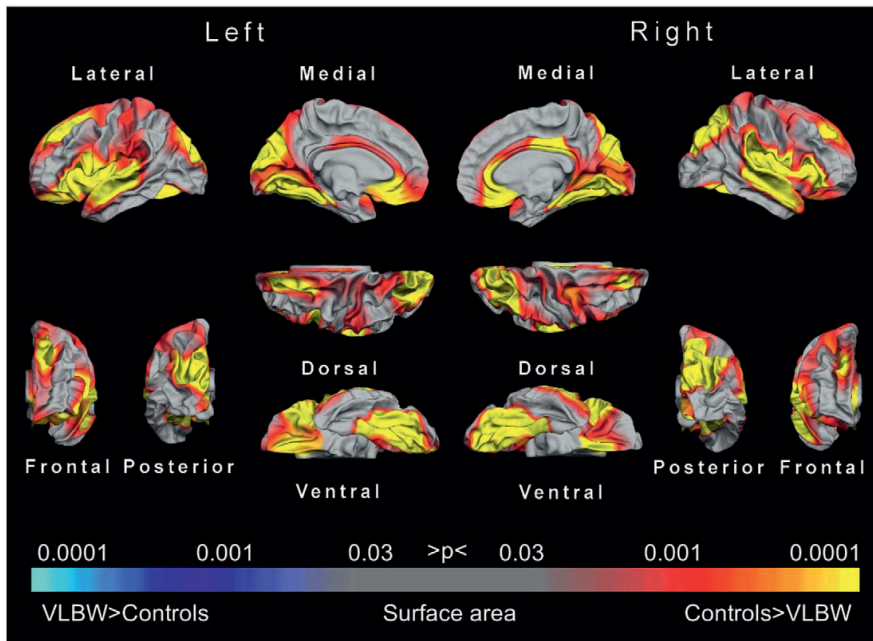 Left Right
Lateral Medial Medial Lateral
Dorsal Dorsal
Frontal Posterior Posterior Frontal
Ventral Ventral
0.0001 0.001 0.03 >p< 0.03 0.001 0.0001
VLBW>Controls Surface area Controls>VLBW